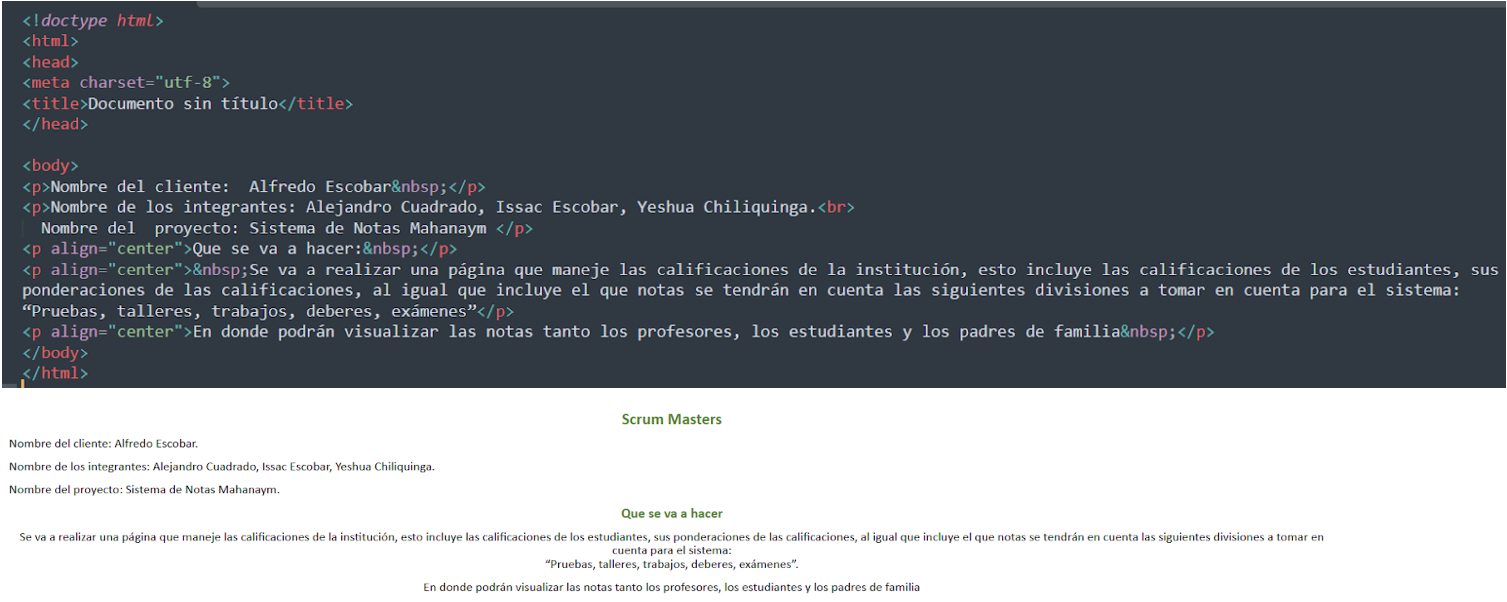 <!doctype html>
<html>
<head>
<meta charset="utf-8">
<title>Documento sin título</title>
</head>
<body>
<p>Nombre del cliente:  Alfredo Escobar&nbsp;</p>
<p>Nombre de los integrantes: Alejandro Cuadrado, Issac Escobar, Yeshua Chiliquinga.<br>
  Nombre del  proyecto: Sistema de Notas Mahanaym </p>
<p align="center">Que se va a hacer:&nbsp;</p>
<p align="center">&nbsp;Se va a realizar una página que maneje las calificaciones de la institución, esto incluye las calificaciones de los estudiantes, sus
ponderaciones de las calificaciones, al igual que incluye el que notas se tendrán en cuenta las siguientes divisiones a tomar en cuenta para el sistema:
“Pruebas, talleres, trabajos, deberes, exámenes”</p>
<p align="center">En donde podrán visualizar las notas tanto los profesores, los estudiantes y los padres de familia&nbsp;</p>
</body>
</html>
Scrum Masters
Nombre del cliente: Alfredo Escobar.
Nombre de los integrantes: Alejandro Cuadrado, Issac Escobar, Yeshua Chiliquinga.
Nombre del proyecto: Sistema de Notas Mahanaym.
Que se va a hacer
Se va a realizar una página que maneje las calificaciones de la institución, esto incluye las calificaciones de los estudiantes, sus ponderaciones de las calificaciones, al igual que incluye el que notas se tendrán en cuenta las siguientes divisiones a tomar en
cuenta para el sistema:
“Pruebas, talleres, trabajos, deberes, exámenes”.
En donde podrán visualizar las notas tanto los profesores, los estudiantes y los padres de familia